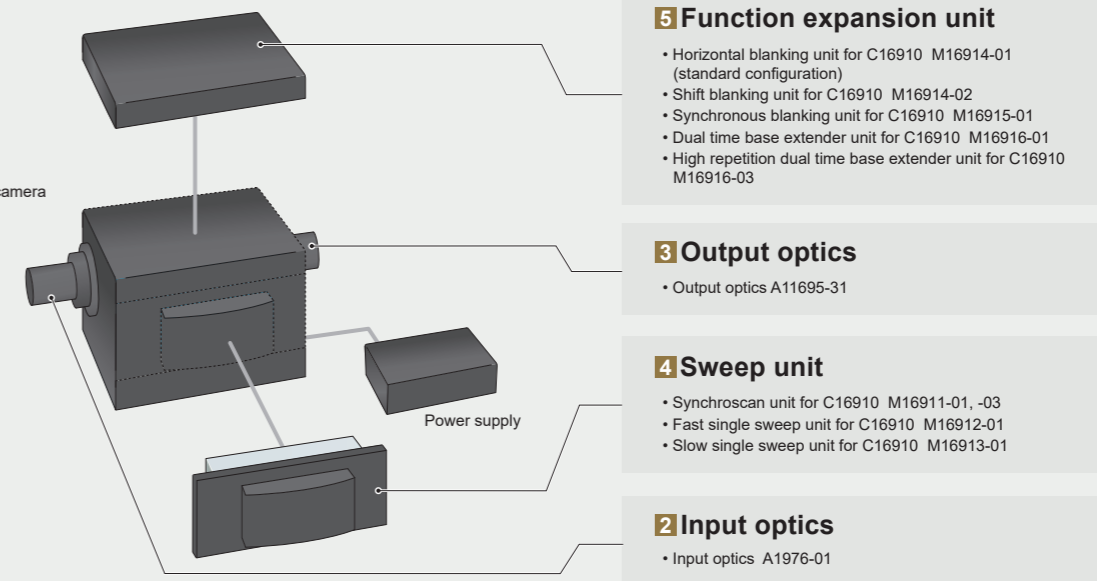 5 Function expansion unit
• Horizontal blanking unit for C16910 M16914-01
(standard configuration)
• Shift blanking unit for C16910 M16914-02
• Synchronous blanking unit for C16910 M16915-01
• Dual time base extender unit for C16910 M16916-01
• High repetition dual time base extender unit for C16910
M16916-03
camera
3 Output optics
• Output optics A11695-31
4 Sweep unit
• Synchroscan unit for C16910 M16911-01, -03
• Fast single sweep unit for C16910 M16912-01
• Slow single sweep unit for C16910 M16913-01
Power supply
2 Input optics
• Input optics A1976-01